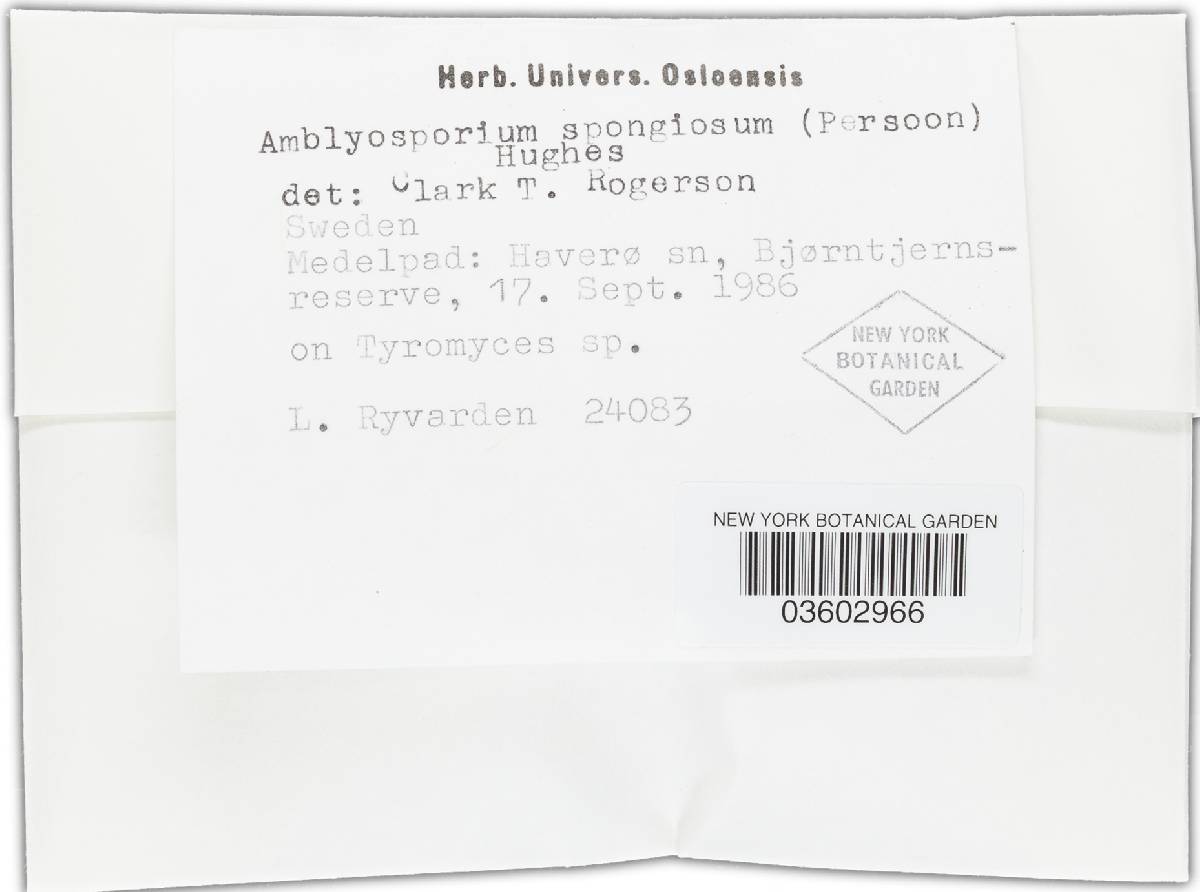 Herb. Univers. Osloensis
Amblyosporium spongiosum (Persoon)
Hughes
det: Clark T. Rogerson
Sweden
Medelpad: Haverø sn, Bjørntjerns-
reserve, 17. Sept. 1986
on Tyromyces sp.
L. Ryvarden 24083
NEW YORK
BOTANICAL
GARDEN
NEW YORK BOTANICAL GARDEN
03602966